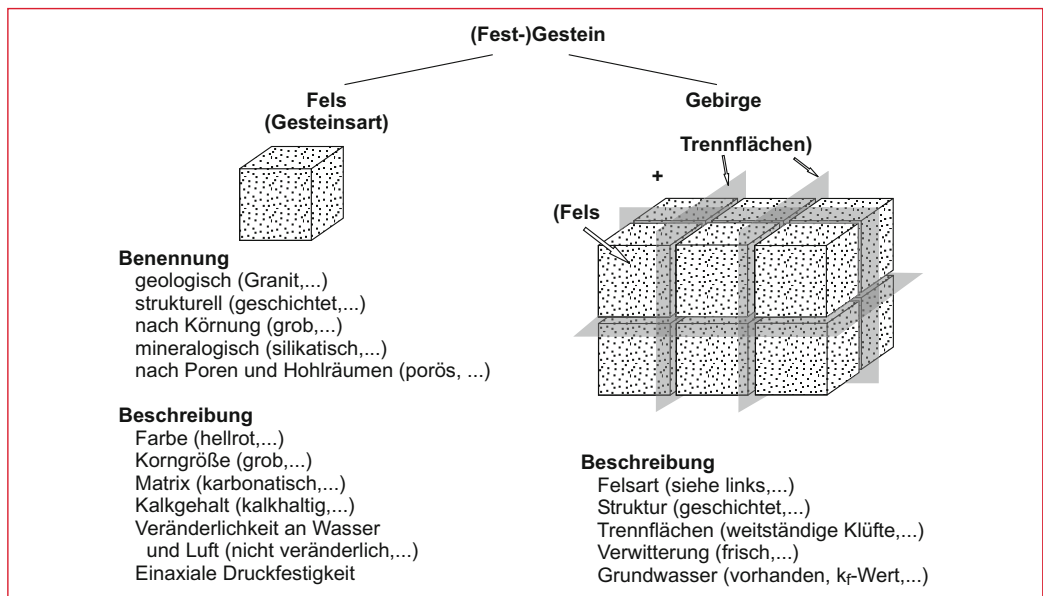 (Fest-)Gestein
Fels
(Gesteinsart)
Benennung
geologisch (Granit,...)
strukturell (geschichtet,...)
nach Körnung (grob,...)
mineralogisch (silikatisch,...)
nach Poren und Hohlräumen (porös, ...)
Beschreibung
Farbe (hellrot,...)
Korngröße (grob,...)
Matrix (karbonatisch,...)
Kalkgehalt (kalkhaltig,...)
Veränderlichkeit an Wasser
und Luft (nicht veränderlich,...)
Einaxiale Druckfestigkeit
Gebirge
Trennflächen)
+
(Fels
Beschreibung
Felsart (siehe links,...)
Struktur (geschichtet,...)
Trennflächen (weitständige Klüfte,...)
Verwitterung (frisch,...)
Grundwasser (vorhanden, kf-Wert,...)